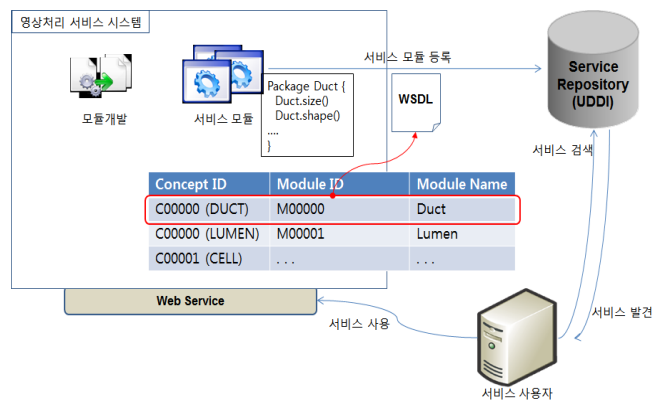 영상처리 서비스 시스템
서비스 모듈 등록
Service
Repository
(UDDI)
모듈개발
서비스 모듈
Package Duct {
Duct.size()
Duct.shape()
....
}
WSDL
서비스 검색
Concept ID Module ID Module Name
C00000 (DUCT) M00000 Duct
C00000 (LUMEN) M00001 Lumen
C00001 (CELL) . . . . . .
Web Service
서비스 사용
서비스 발견
서비스 사용자